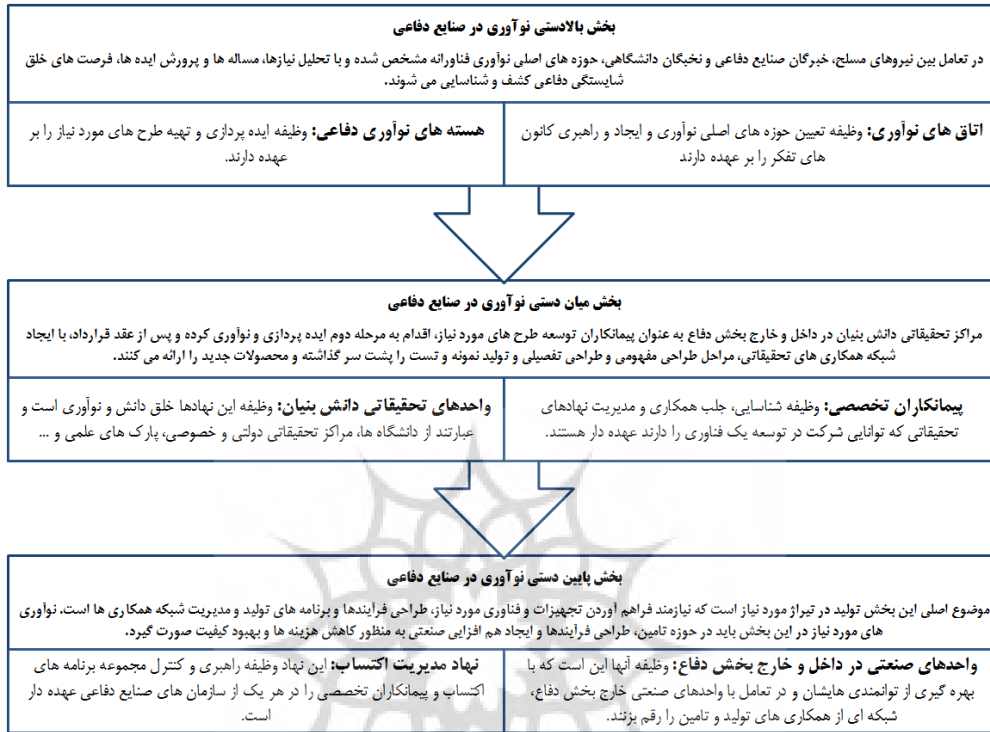 بخش بالادستی نوآوری در صنایع دفاعی
در تعامل بین نیروهای مسلح، خبرگان صنایع دفاعی و نخبگان دانشگاهی، حوزه های اصلی نوآوری فناورانه مشخص شده و با تحلیل نیازها، مساله ها و پرورش ایده ها، فرصت های خلق
شایستگی دفاعی کشف و شناسایی می شوند.
اتاق های نوآوری: وظیفه تعیین حوزه های اصلی نوآوری و ایجاد و راهبری کانون
های تفکر را بر عهده دارند
هسته های نوآوری دفاعی: وظیفه ایده پردازی و تهیه طرح های مورد نیاز را بر
عهده دارند.
بخش میان دستی نوآوری در صنایع دفاعی
مراکز تحقیقاتی دانش بنیان در داخل و خارج بخش دفاع به عنوان پیمانکاران توسعه طرح های مورد نیاز، اقدام به مرحله دوم ایده پردازی و نوآوری کرده و پس از عقد قرارداد، با ایجاد
شبکه همکاری های تحقیقاتی، مراحل طراحی مفهومی و طراحی تفصیلی و تولید نمونه و تست را پشت سر گذاشته و محصولات جدید را ارائه می کنند.
پیمانکاران تخصصی: وظیفه شناسایی، جلب همکاری و مدیریت نهادهای
تحقیقاتی که توانایی شرکت در توسعه یک فناوری را دارند عهده دار هستند.
واحدهای تحقیقاتی دانش بنیان: وظیفه این نهادها خلق دانش و نوآوری است و
عبارتند از دانشگاه ها، مراکز تحقیقاتی دولتی و خصوصی، پارک های علمی و ...
بخش پایین دستی نوآوری در صنایع دفاعی
موضوع اصلی این بخش تولید در تیراژ مورد نیاز است که نیازمند فراهم آوردن تجهیزات و فناوری مورد نیاز، طراحی فرآیندها و برنامه های تولید و مدیریت شبکه همکاری ها است. نوآوری
های مورد نیاز در این بخش باید در حوزه تامین، طراحی فرآیندها و ایجاد هم افزایی صنعتی به منظور کاهش هزینه ها و بهبود کیفیت صورت گیرد.
واحدهای صنعتی در داخل و خارج بخش دفاع: وظیفه آنها این است که با
بهره گیری از توانمندی هایشان و در تعامل با واحدهای صنعتی خارج بخش دفاع،
شبکه ای از همکاری های تولید و تامین را رقم بزنند.
نهاد مدیریت اکتساب: این نهاد وظیفه راهبری و کنترل مجموعه برنامه های
اکتساب و پیمانکاران تخصصی را در هر یک از سازمان های صنایع دفاعی عهده دار
است.